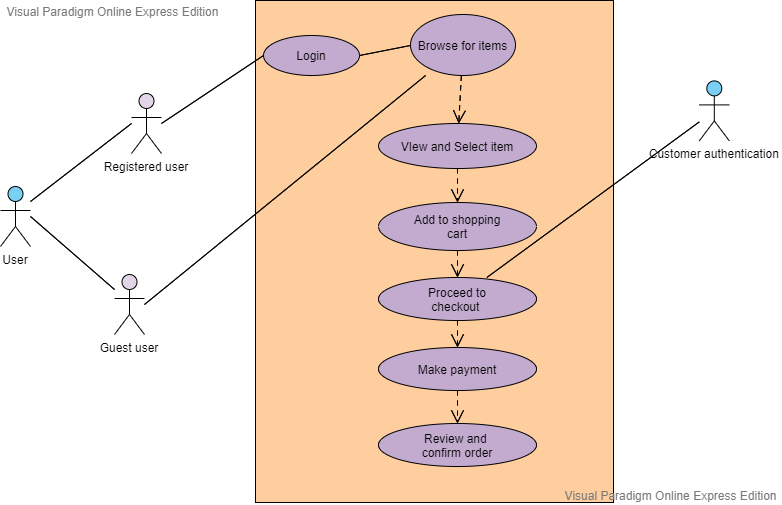 Visual Paradigm Online Express Edition
Login
Browse for items
Registered user
VIew and Select item
Customer authentication
User
Add to shopping
cart
Guest user
Proceed to
checkout
Make payment
Review and
confirm order
Visual Paradigm Online Express Edition